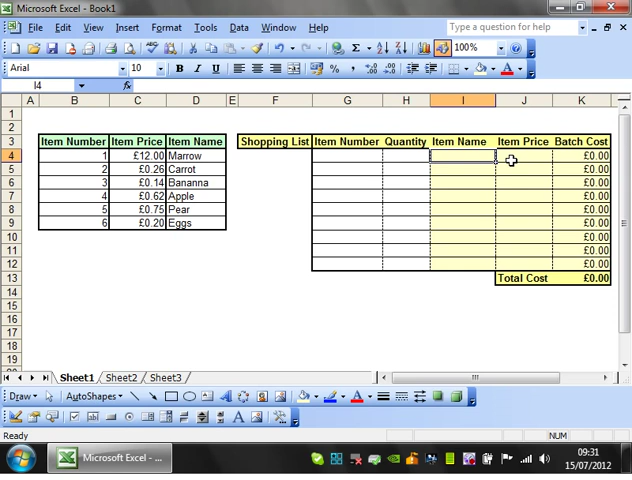 Microsoft Excel - Book1
File Edit View Insert Format Tools Data Window Help Type a question for help
100%
Arial 10 B I U
I4 fx
A B C D E F G H I J K
1
2
3 Item Number Item Price Item Name Shopping List Item Number Quantity Item Name Item Price Batch Cost
4 1 £12.00 Marrow £0.00
5 2 £0.26 Carrot £0.00
6 3 £0.14 Bananna £0.00
7 4 £0.62 Apple £0.00
8 5 £0.75 Pear £0.00
9 6 £0.20 Eggs £0.00
10 £0.00
11 £0.00
12 £0.00
13 Total Cost £0.00
14
15
16
17
18
19
Sheet1 Sheet2 Sheet3
Draw AutoShapes
Ready NUM
Microsoft Excel - ... 09:31
15/07/2012